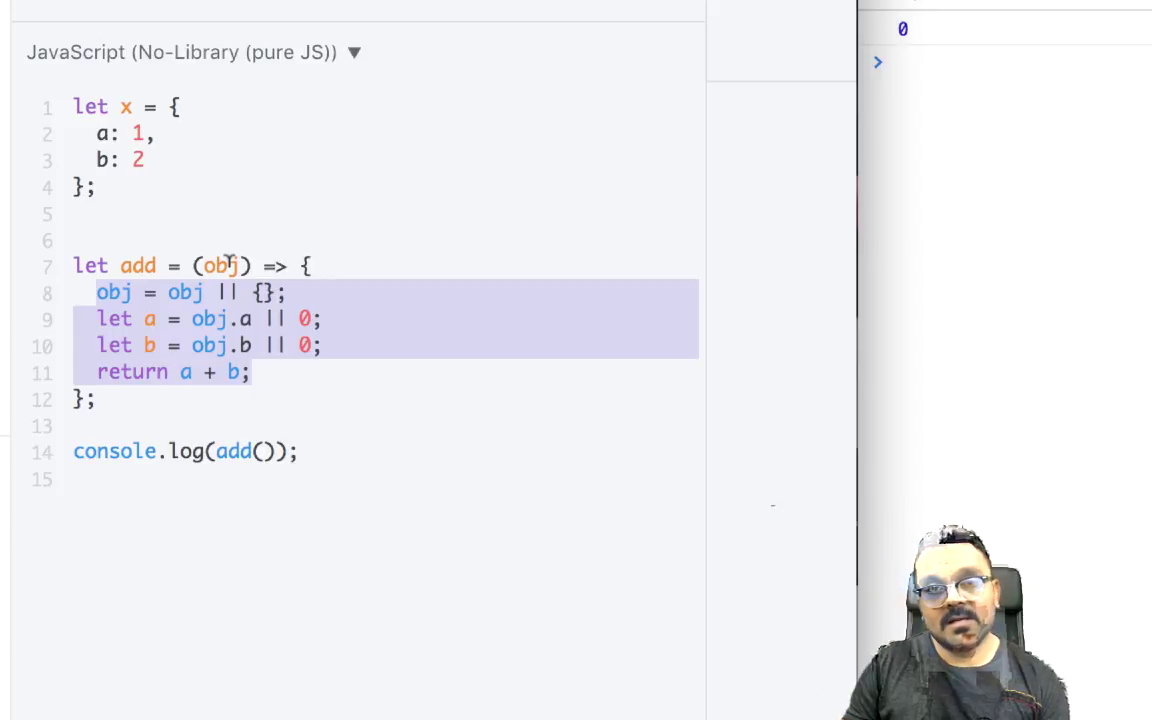 JavaScript (No-Library (pure JS)) ▼
0
>
1 let x = {
2 a: 1,
3 b: 2
4 };
5
6
7 let add = (obj) => {
8 obj = obj || {};
9 let a = obj.a || 0;
10 let b = obj.b || 0;
11 return a + b;
12 };
13
14 console.log(add());
15